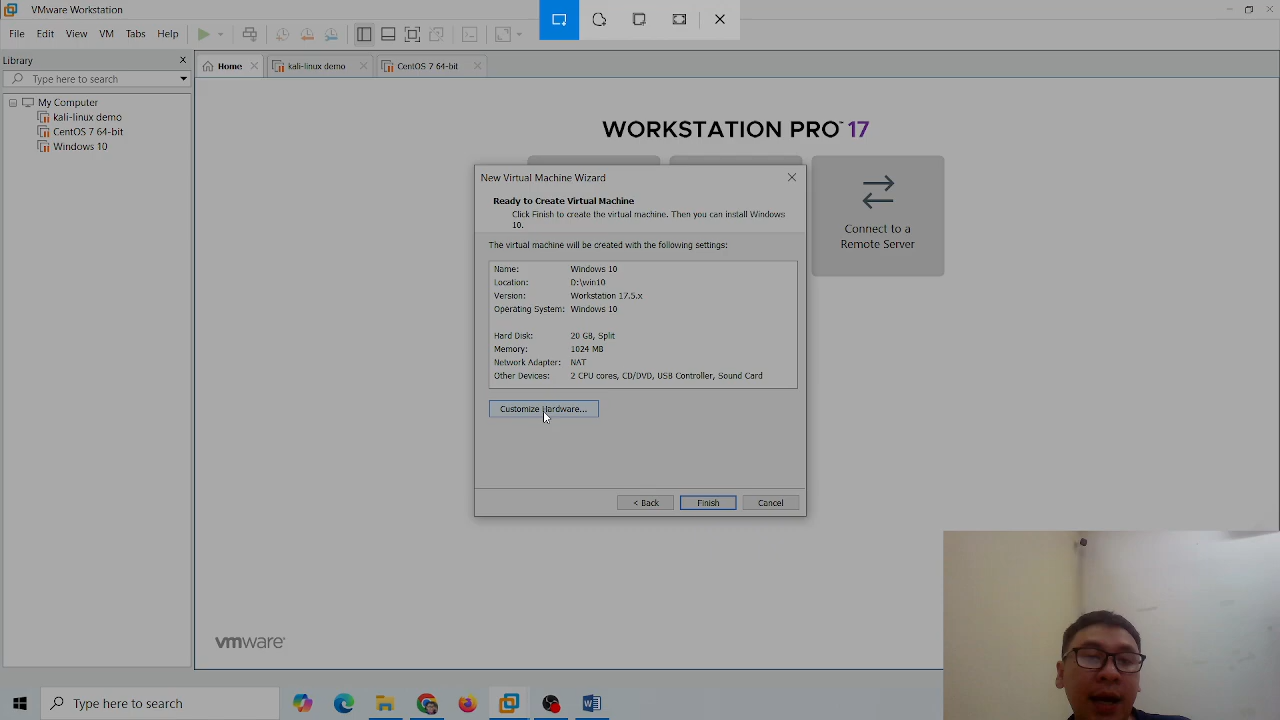 VMware Workstation
File Edit View VM Tabs Help
Library
Type here to search
My Computer
kali-linux demo
CentOS 7 64-bit
Windows 10
Home
kali-linux demo
CentOS 7 64-bit
WORKSTATION PRO™ 17
Connect to a
Remote Server
New Virtual Machine Wizard
Ready to Create Virtual Machine
Click Finish to create the virtual machine. Then you can install Windows
10.
The virtual machine will be created with the following settings:
Name: Windows 10
Location: D:\win10
Version: Workstation 17.5.x
Operating System: Windows 10
Hard Disk: 20 GB, Split
Memory: 1024 MB
Network Adapter: NAT
Other Devices: 2 CPU cores, CD/DVD, USB Controller, Sound Card
Customize Hardware...
< Back Finish Cancel
vmware
Type here to search